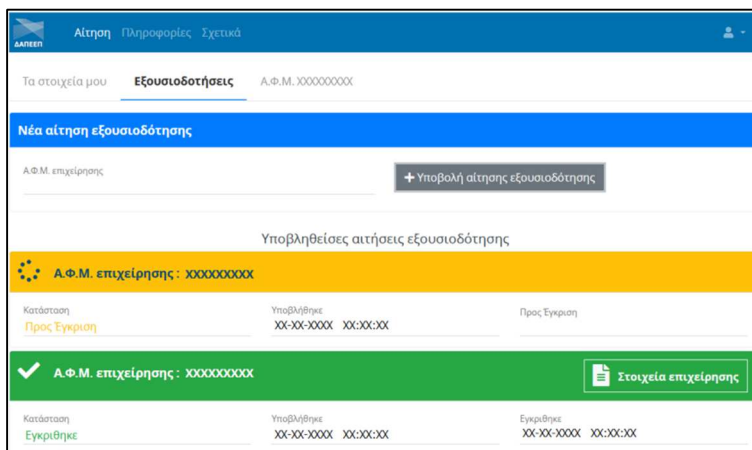 ΔΑΠΕΕΠ
Αίτηση Πληροφορίες Σχετικά
Τα στοιχεία μου Εξουσιοδοτήσεις Α.Φ.Μ. XXXXXXXXX
Νέα αίτηση εξουσιοδότησης
Α.Φ.Μ. επιχείρησης
+ Υποβολή αίτησης εξουσιοδότησης
Υποβληθείσες αιτήσεις εξουσιοδότησης
Α.Φ.Μ. επιχείρησης : XXXXXXXXX
Κατάσταση Υποβλήθηκε Προς Έγκριση
Προς Έγκριση XX-XX-XXXX XX:XX:XX
Α.Φ.Μ. επιχείρησης : XXXXXXXXX Στοιχεία επιχείρησης
Κατάσταση Υποβλήθηκε Εγκριθηκε
Εγκριθηκε XX-XX-XXXX XX:XX:XX XX-XX-XXXX XX:XX:XX